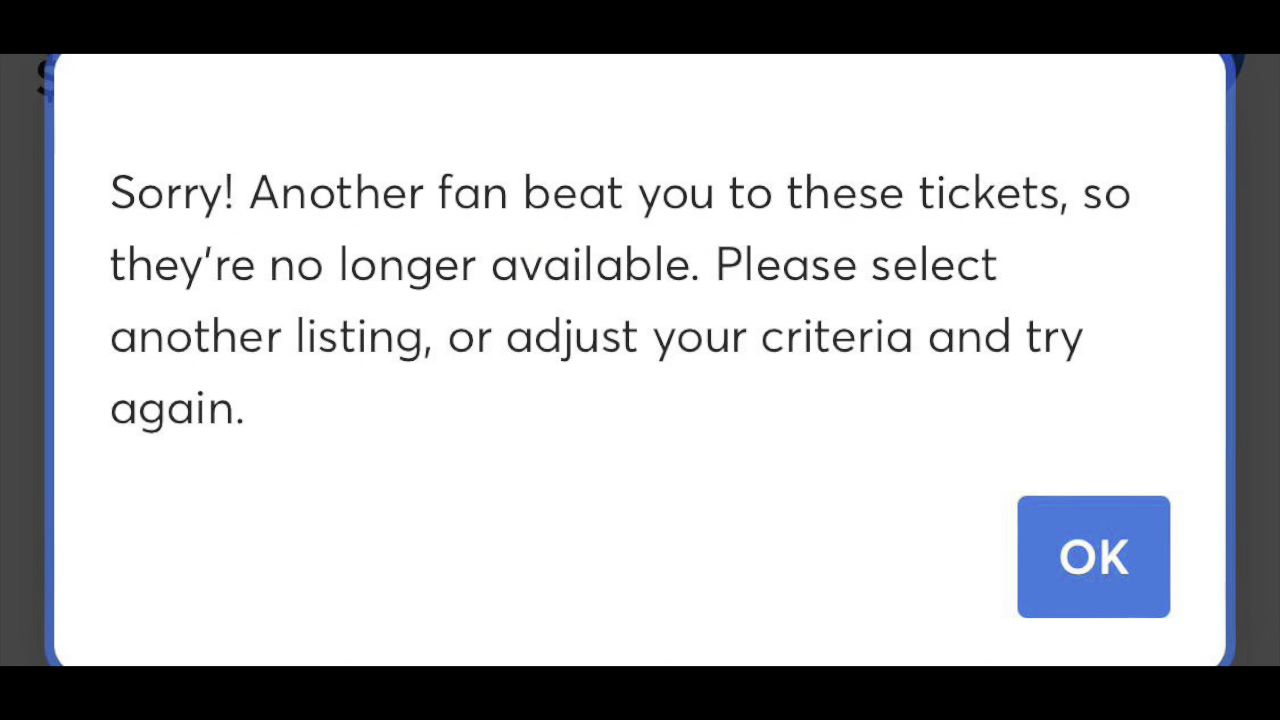 Sorry! Another fan beat you to these tickets, so
they're no longer available. Please select
another listing, or adjust your criteria and try
again.
OK